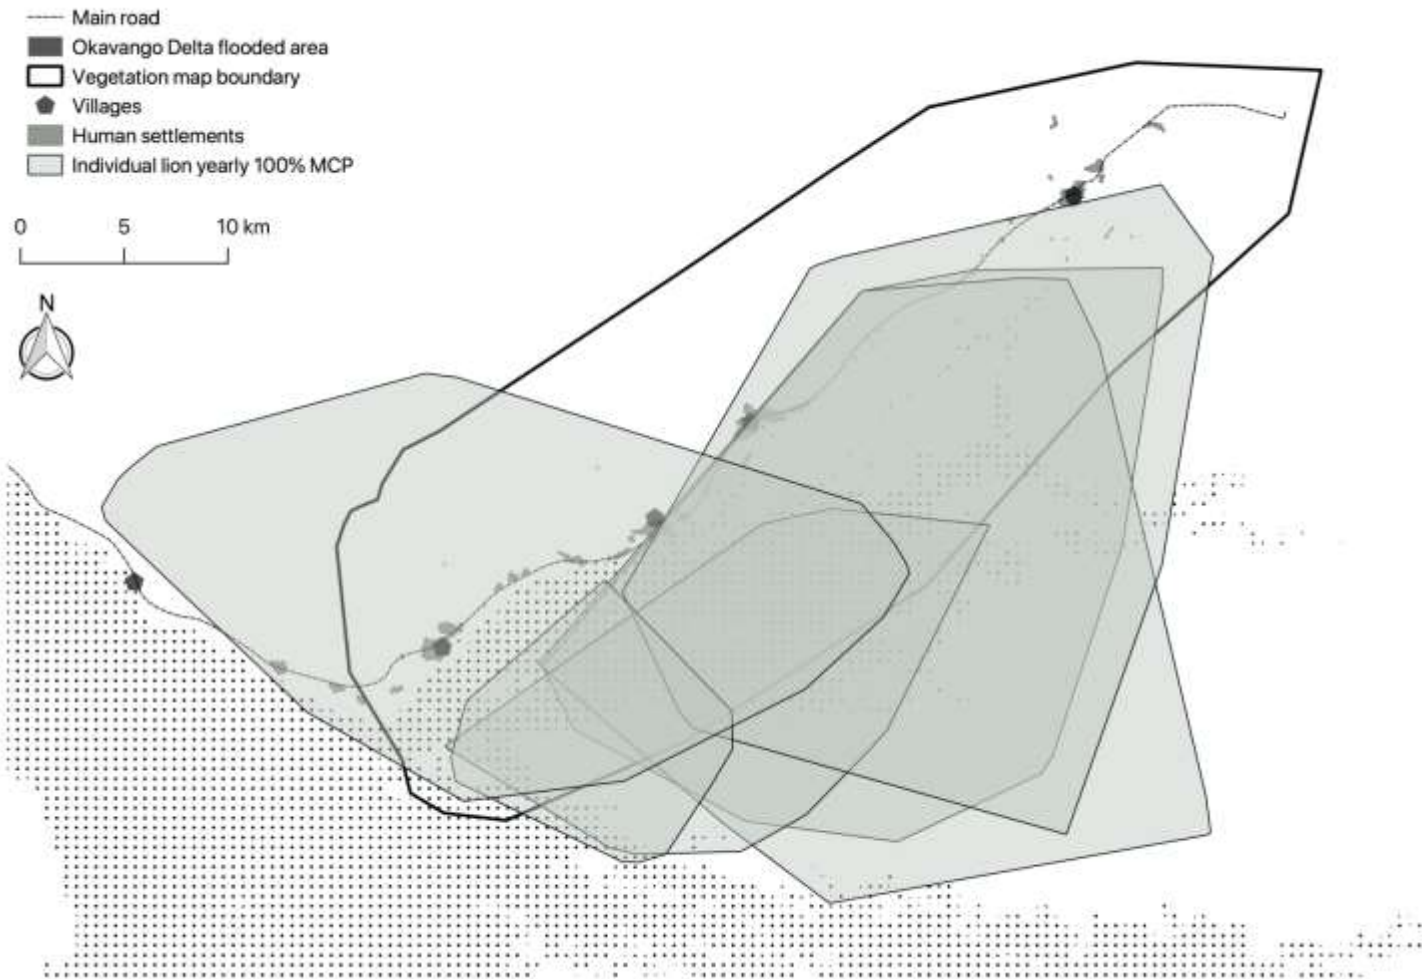 Main road
Okavango Delta flooded area
Vegetation map boundary
Villages
Human settlements
Individual lion yearly 100% MCP
0 5 10 km
N